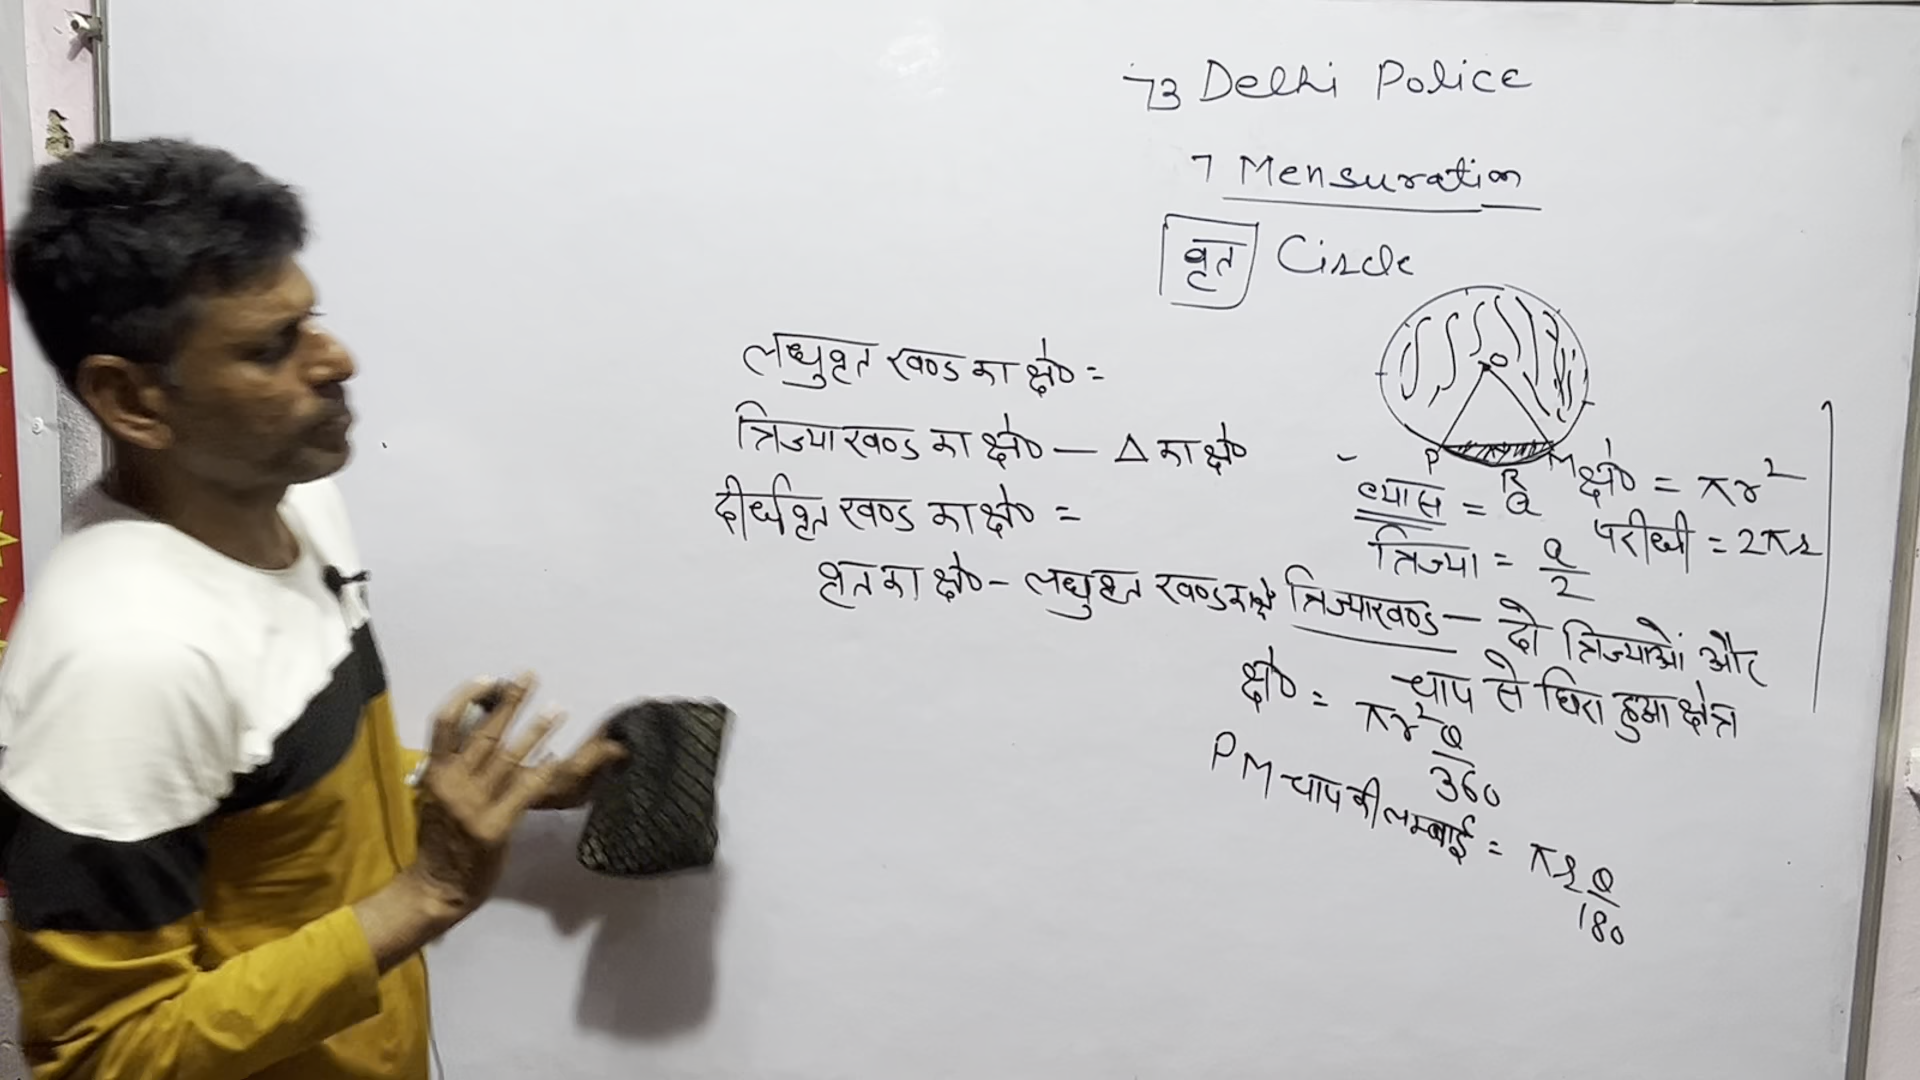 73 Delhi Police
7 Mensuration
वृत Circle
लघुवृत खण्ड का क्षे० =
त्रिज्याखण्ड का क्षे० — Δ का क्षे०
दीर्घवृत खण्ड का क्षे० =
वृत का क्षे० - लघुवृत खण्ड का क्षे०
O
P
R
M
व्यास = a
त्रिज्या = a/2
क्षे० = πr²
परीधी = 2πr
त्रिज्याखण्ड — दो त्रिज्याओं और
चाप से घिरा हुआ क्षेत्र
क्षे० = πr² θ/360
PM चाप की लम्बाई = πr θ/180